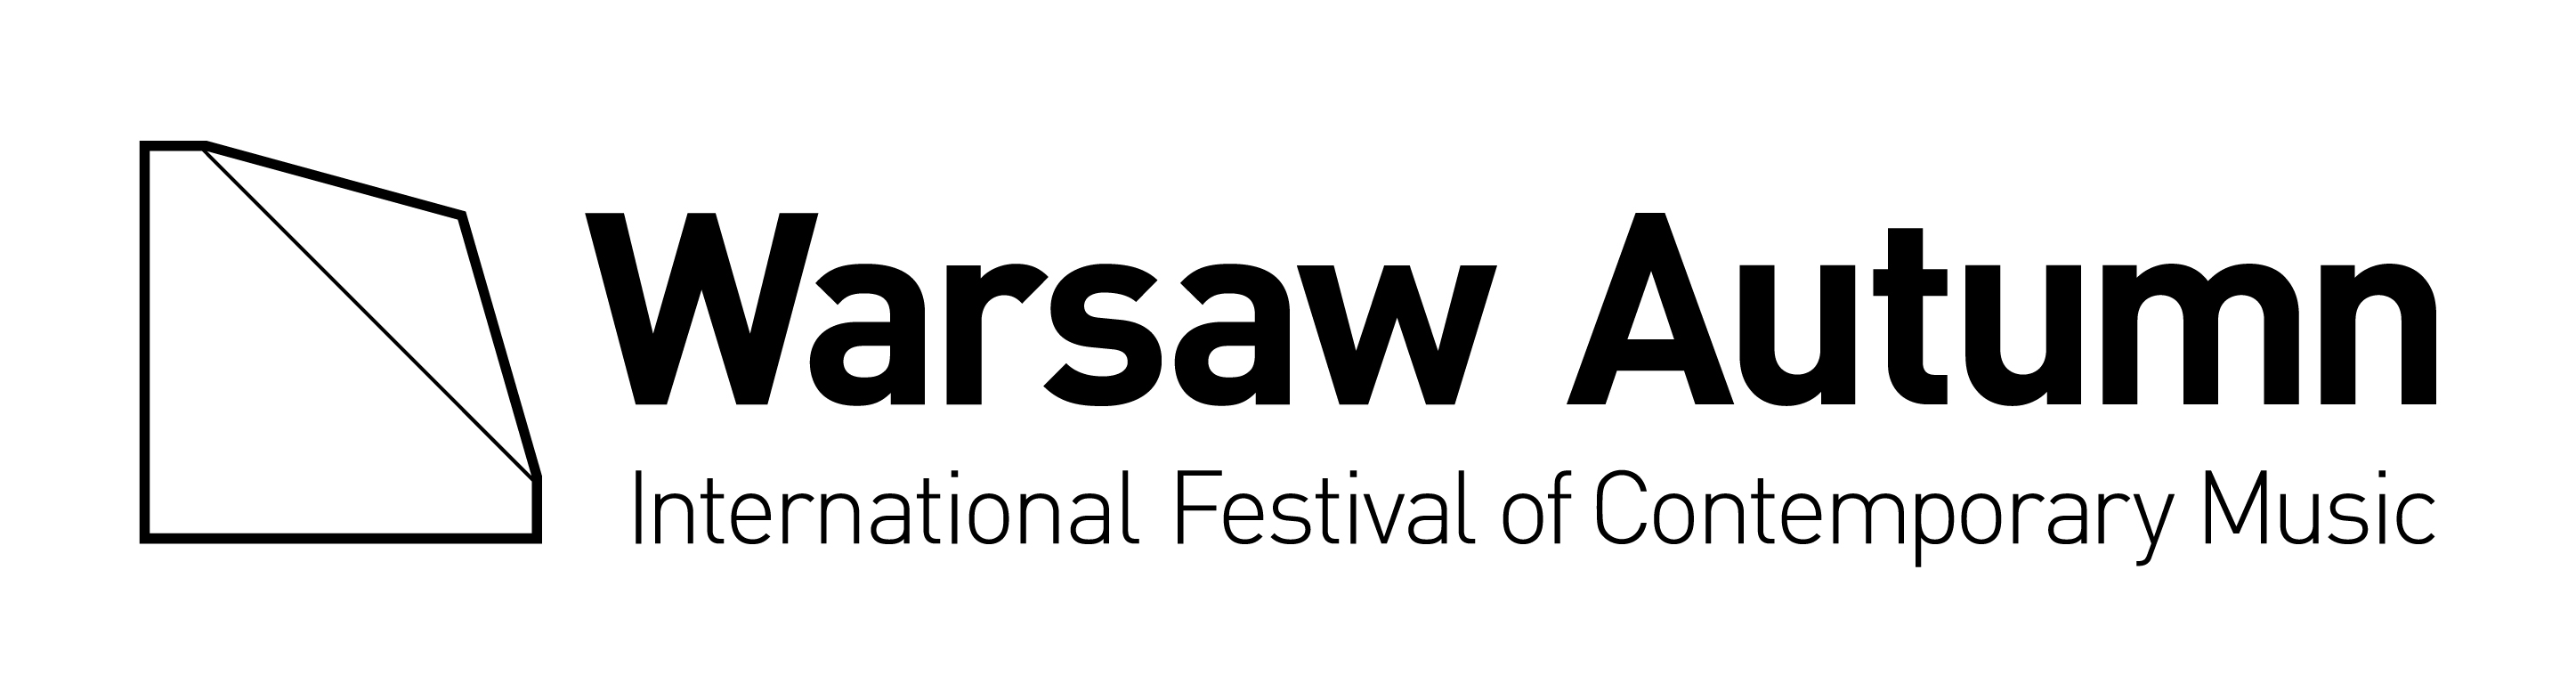 Warsaw Autumn
International Festival of Contemporary Music